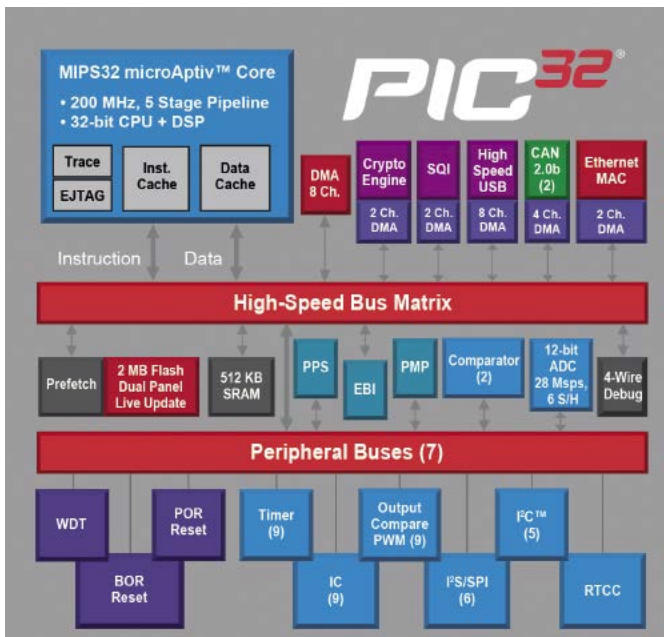 MIPS32 microAptiv™ Core
• 200 MHz, 5 Stage Pipeline
• 32-bit CPU + DSP
Trace
EJTAG
Inst.
Cache
Data
Cache
PIC32®
DMA
8 Ch.
Crypto
Engine
2 Ch.
DMA
SQI
2 Ch.
DMA
High
Speed
USB
8 Ch.
DMA
CAN
2.0b
(2)
4 Ch.
DMA
Ethernet
MAC
2 Ch.
DMA
Instruction
Data
High-Speed Bus Matrix
Prefetch
2 MB Flash
Dual Panel
Live Update
512 KB
SRAM
PPS
EBI
PMP
Comparator
(2)
12-bit
ADC
28 Msps,
6 S/H
4-Wire
Debug
Peripheral Buses (7)
WDT
BOR
Reset
POR
Reset
Timer
(9)
IC
(9)
Output
Compare
PWM (9)
I²S/SPI
(6)
I²C™
(5)
RTCC